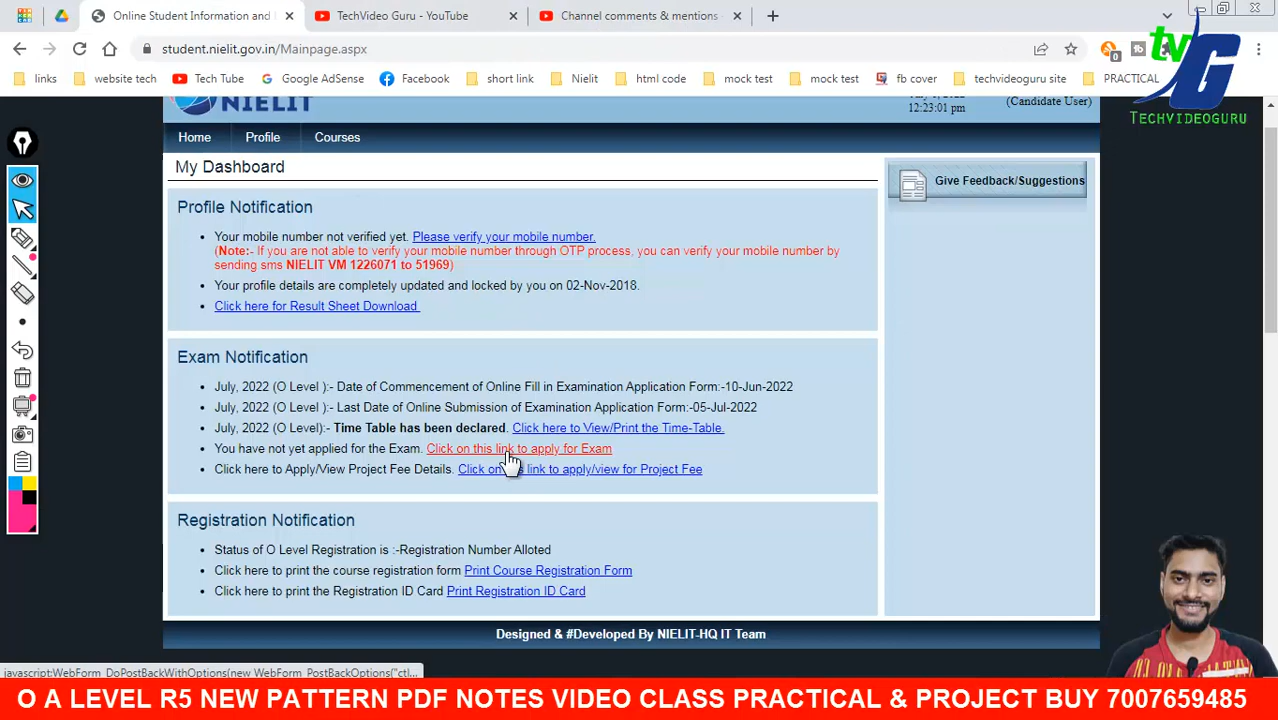 Online Student Information and
TechVideo Guru - YouTube
Channel comments & mentions
student.nielit.gov.in/Mainpage.aspx
links
website tech
Tech Tube
Google AdSense
Facebook
short link
Nielit
html code
mock test
mock test
fb cover
techvideoguru site
PRACTICAL
tv
G
TECHVIDEOGURU
NIELIT
12:23:01 pm
(Candidate User)
Home
Profile
Courses
My Dashboard
Give Feedback/Suggestions
Profile Notification
Your mobile number not verified yet. Please verify your mobile number.
(Note:- If you are not able to verify your mobile number through OTP process, you can verify your mobile number by
sending sms NIELIT VM 1226071 to 51969)
Your profile details are completely updated and locked by you on 02-Nov-2018.
Click here for Result Sheet Download.
Exam Notification
July, 2022 (O Level ):- Date of Commencement of Online Fill in Examination Application Form:-10-Jun-2022
July, 2022 (O Level ):- Last Date of Online Submission of Examination Application Form:-05-Jul-2022
July, 2022 (O Level):- Time Table has been declared. Click here to View/Print the Time-Table.
You have not yet applied for the Exam. Click on this link to apply for Exam
Click here to Apply/View Project Fee Details. Click on this link to apply/view for Project Fee
Registration Notification
Status of O Level Registration is :-Registration Number Alloted
Click here to print the course registration form Print Course Registration Form
Click here to print the Registration ID Card Print Registration ID Card
Designed & #Developed By NIELIT-HQ IT Team
javascript:WebForm_DoPostBackWithOptions(new WebForm_PostBackOptions("ctl...
O A LEVEL R5 NEW PATTERN PDF NOTES VIDEO CLASS PRACTICAL & PROJECT BUY 7007659485